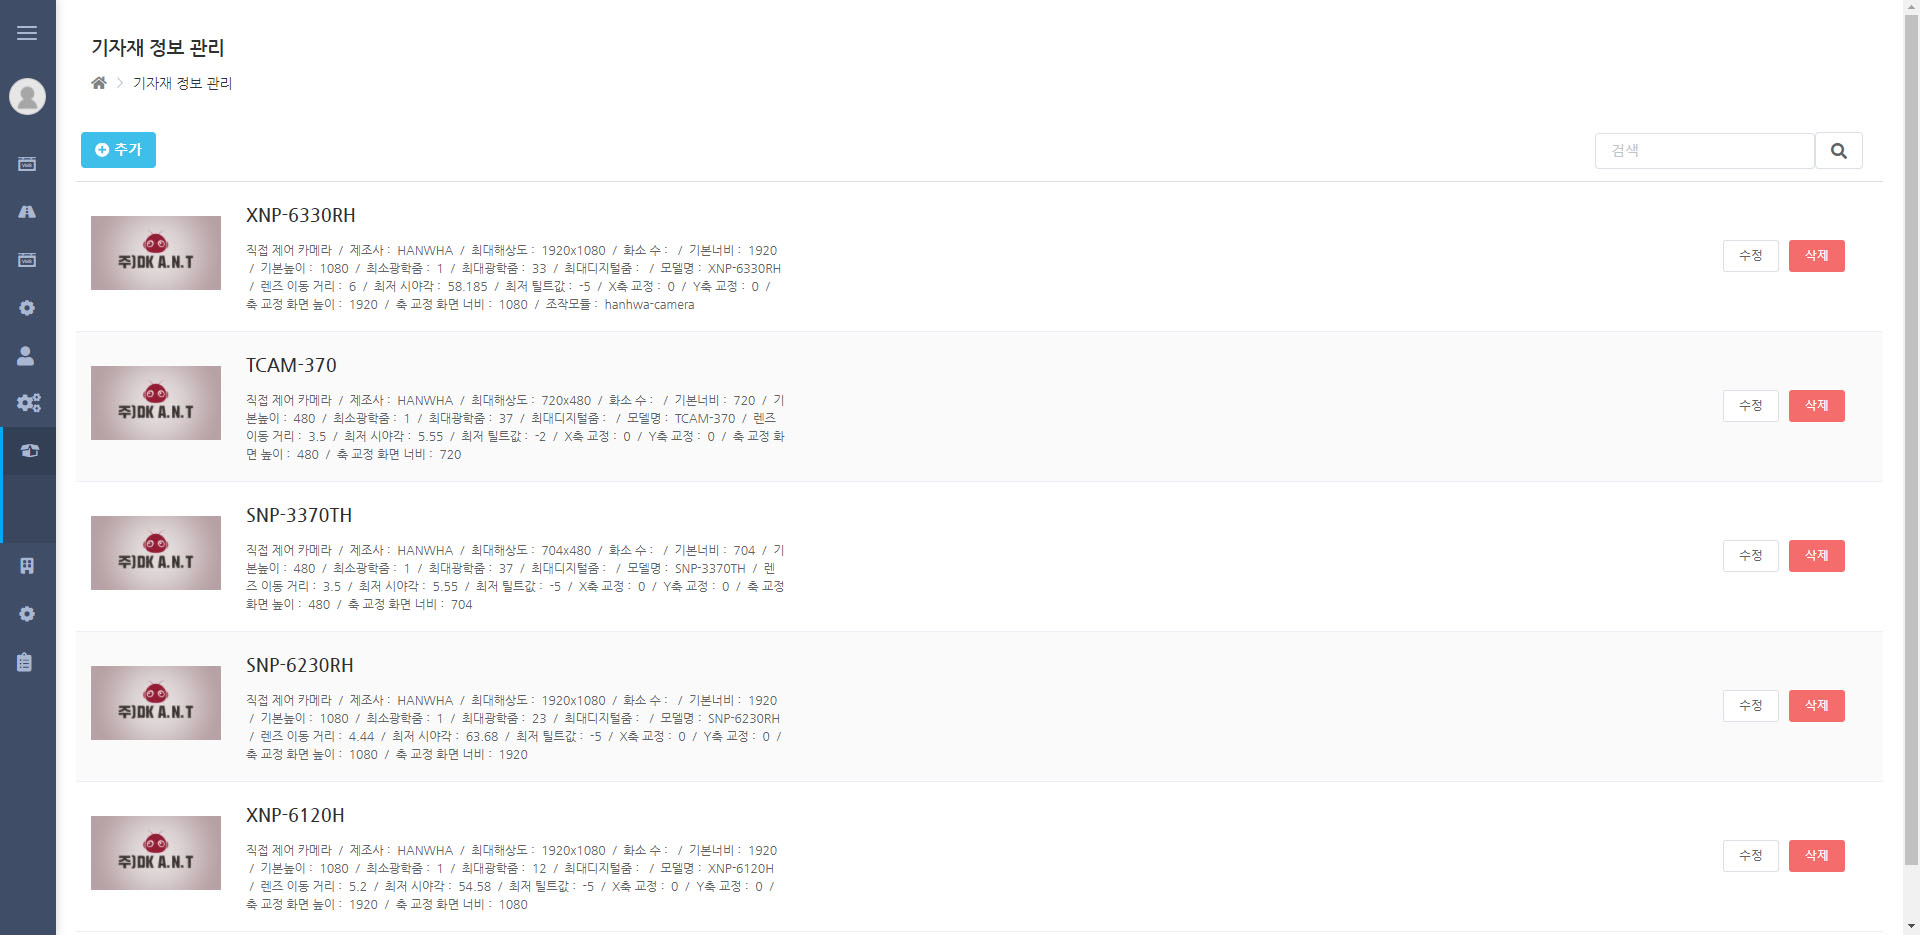 기자재 정보 관리
기자재 정보 관리
추가
검색
주)DK A.N.T
XNP-6330RH
직접 제어 카메라 / 제조사 : HANWHA / 최대해상도 : 1920x1080 / 화소 수 : / 기본너비 : 1920
/ 기본높이 : 1080 / 최소광학줌 : 1 / 최대광학줌 : 33 / 최대디지털줌 : / 모델명 : XNP-6330RH
/ 렌즈 이동 거리 : 6 / 최저 시야각 : 58.185 / 최저 틸트값 : -5 / X축 교정 : 0 / Y축 교정 : 0 /
축 교정 화면 높이 : 1920 / 축 교정 화면 너비 : 1080 / 조작모듈 : hanhwa-camera
수정
삭제
주)DK A.N.T
TCAM-370
직접 제어 카메라 / 제조사 : HANWHA / 최대해상도 : 720x480 / 화소 수 : / 기본너비 : 720 / 기
본높이 : 480 / 최소광학줌 : 1 / 최대광학줌 : 37 / 최대디지털줌 : / 모델명 : TCAM-370 / 렌즈
이동 거리 : 3.5 / 최저 시야각 : 5.55 / 최저 틸트값 : -2 / X축 교정 : 0 / Y축 교정 : 0 / 축 교정 화
면 높이 : 480 / 축 교정 화면 너비 : 720
수정
삭제
주)DK A.N.T
SNP-3370TH
직접 제어 카메라 / 제조사 : HANWHA / 최대해상도 : 704x480 / 화소 수 : / 기본너비 : 704 / 기
본높이 : 480 / 최소광학줌 : 1 / 최대광학줌 : 37 / 최대디지털줌 : / 모델명 : SNP-3370TH / 렌
즈 이동 거리 : 3.5 / 최저 시야각 : 5.55 / 최저 틸트값 : -5 / X축 교정 : 0 / Y축 교정 : 0 / 축 교정
화면 높이 : 480 / 축 교정 화면 너비 : 704
수정
삭제
주)DK A.N.T
SNP-6230RH
직접 제어 카메라 / 제조사 : HANWHA / 최대해상도 : 1920x1080 / 화소 수 : / 기본너비 : 1920
/ 기본높이 : 1080 / 최소광학줌 : 1 / 최대광학줌 : 23 / 최대디지털줌 : / 모델명 : SNP-6230RH
/ 렌즈 이동 거리 : 4.44 / 최저 시야각 : 63.68 / 최저 틸트값 : -5 / X축 교정 : 0 / Y축 교정 : 0 /
축 교정 화면 높이 : 1080 / 축 교정 화면 너비 : 1920
수정
삭제
주)DK A.N.T
XNP-6120H
직접 제어 카메라 / 제조사 : HANWHA / 최대해상도 : 1920x1080 / 화소 수 : / 기본너비 : 1920
/ 기본높이 : 1080 / 최소광학줌 : 1 / 최대광학줌 : 12 / 최대디지털줌 : / 모델명 : XNP-6120H
/ 렌즈 이동 거리 : 5.2 / 최저 시야각 : 54.58 / 최저 틸트값 : -5 / X축 교정 : 0 / Y축 교정 : 0 /
축 교정 화면 높이 : 1920 / 축 교정 화면 너비 : 1080
수정
삭제